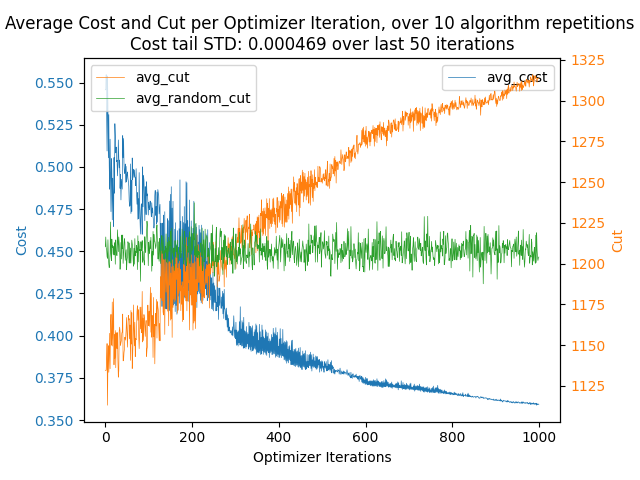 Average Cost and Cut per Optimizer Iteration, over 10 algorithm repetitions
Cost tail STD: 0.000469 over last 50 iterations
avg_cut
avg_random_cut
avg_cost
0.550
0.525
0.500
0.475
0.450
0.425
0.400
0.375
0.350
Cost
1325
1300
1275
1250
1225
1200
1175
1150
1125
Cut
0 200 400 600 800 1000
Optimizer Iterations